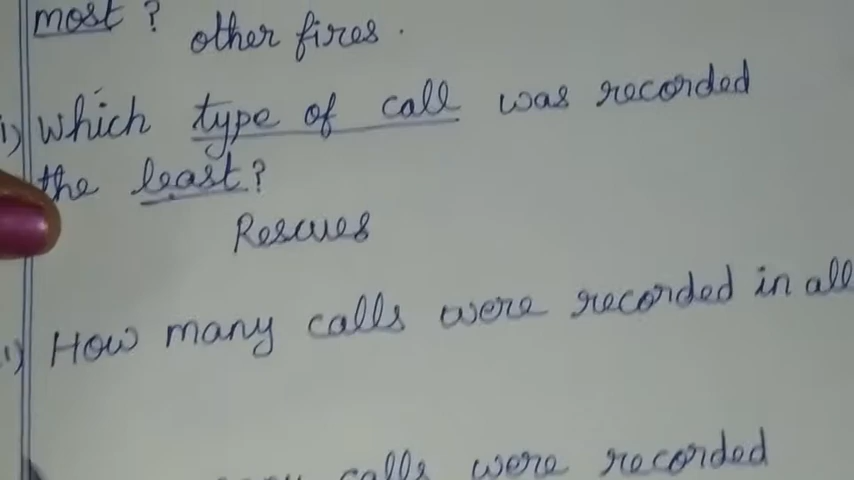 most ? other fires .
i) Which type of call was recorded
the least ?
Rescues
i) How many calls were recorded in all
calls were recorded